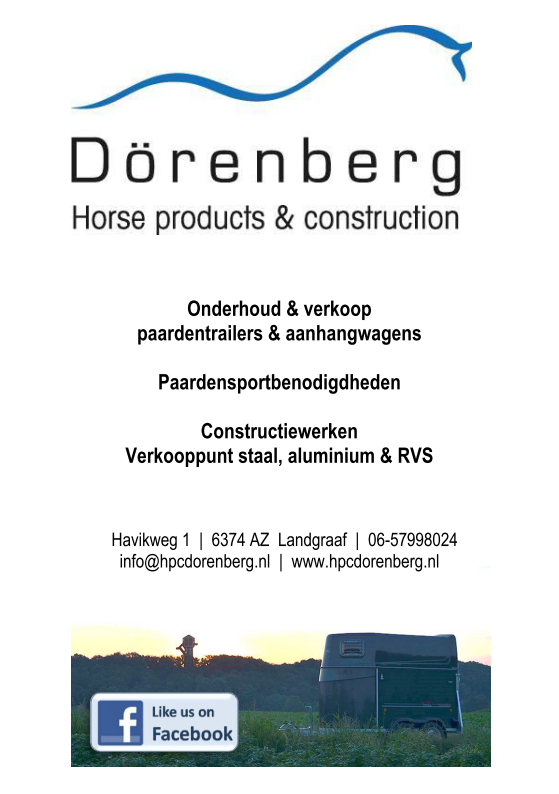 Dörenberg
Horse products & construction
Onderhoud & verkoop
paardentrailers & aanhangwagens
Paardensportbenodigdheden
Constructiewerken
Verkooppunt staal, aluminium & RVS
Havikweg 1 | 6374 AZ Landgraaf | 06-57998024
info@hpcdorenberg.nl | www.hpcdorenberg.nl
f
Like us on
Facebook